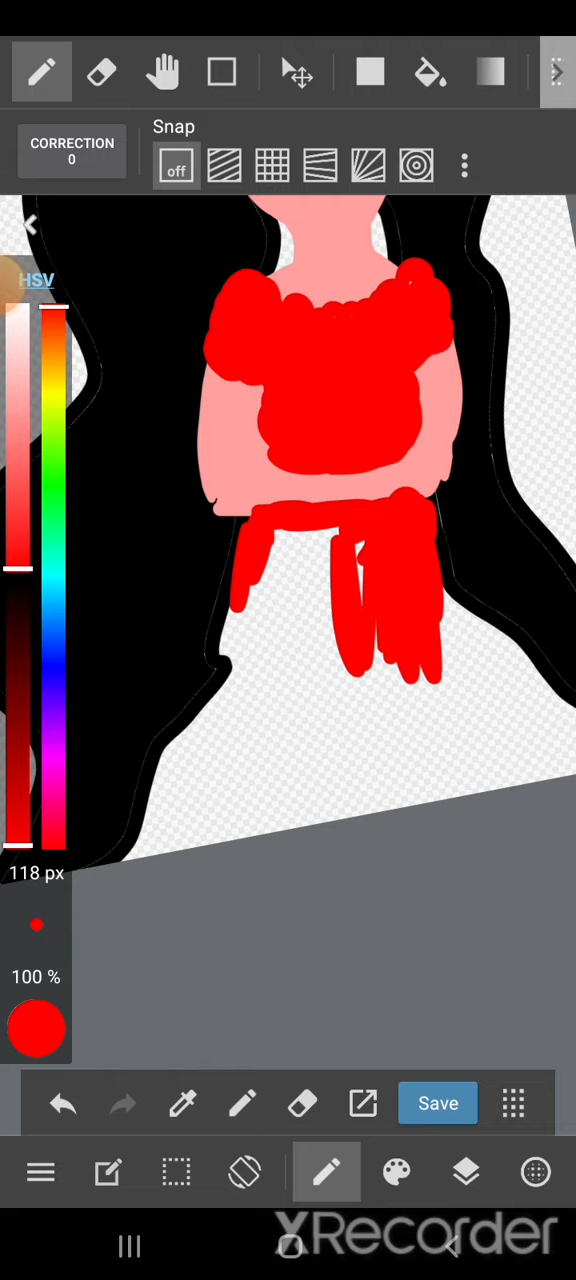 CORRECTION
0
Snap
off
HSV
118 px
100 %
Save
XRecorder